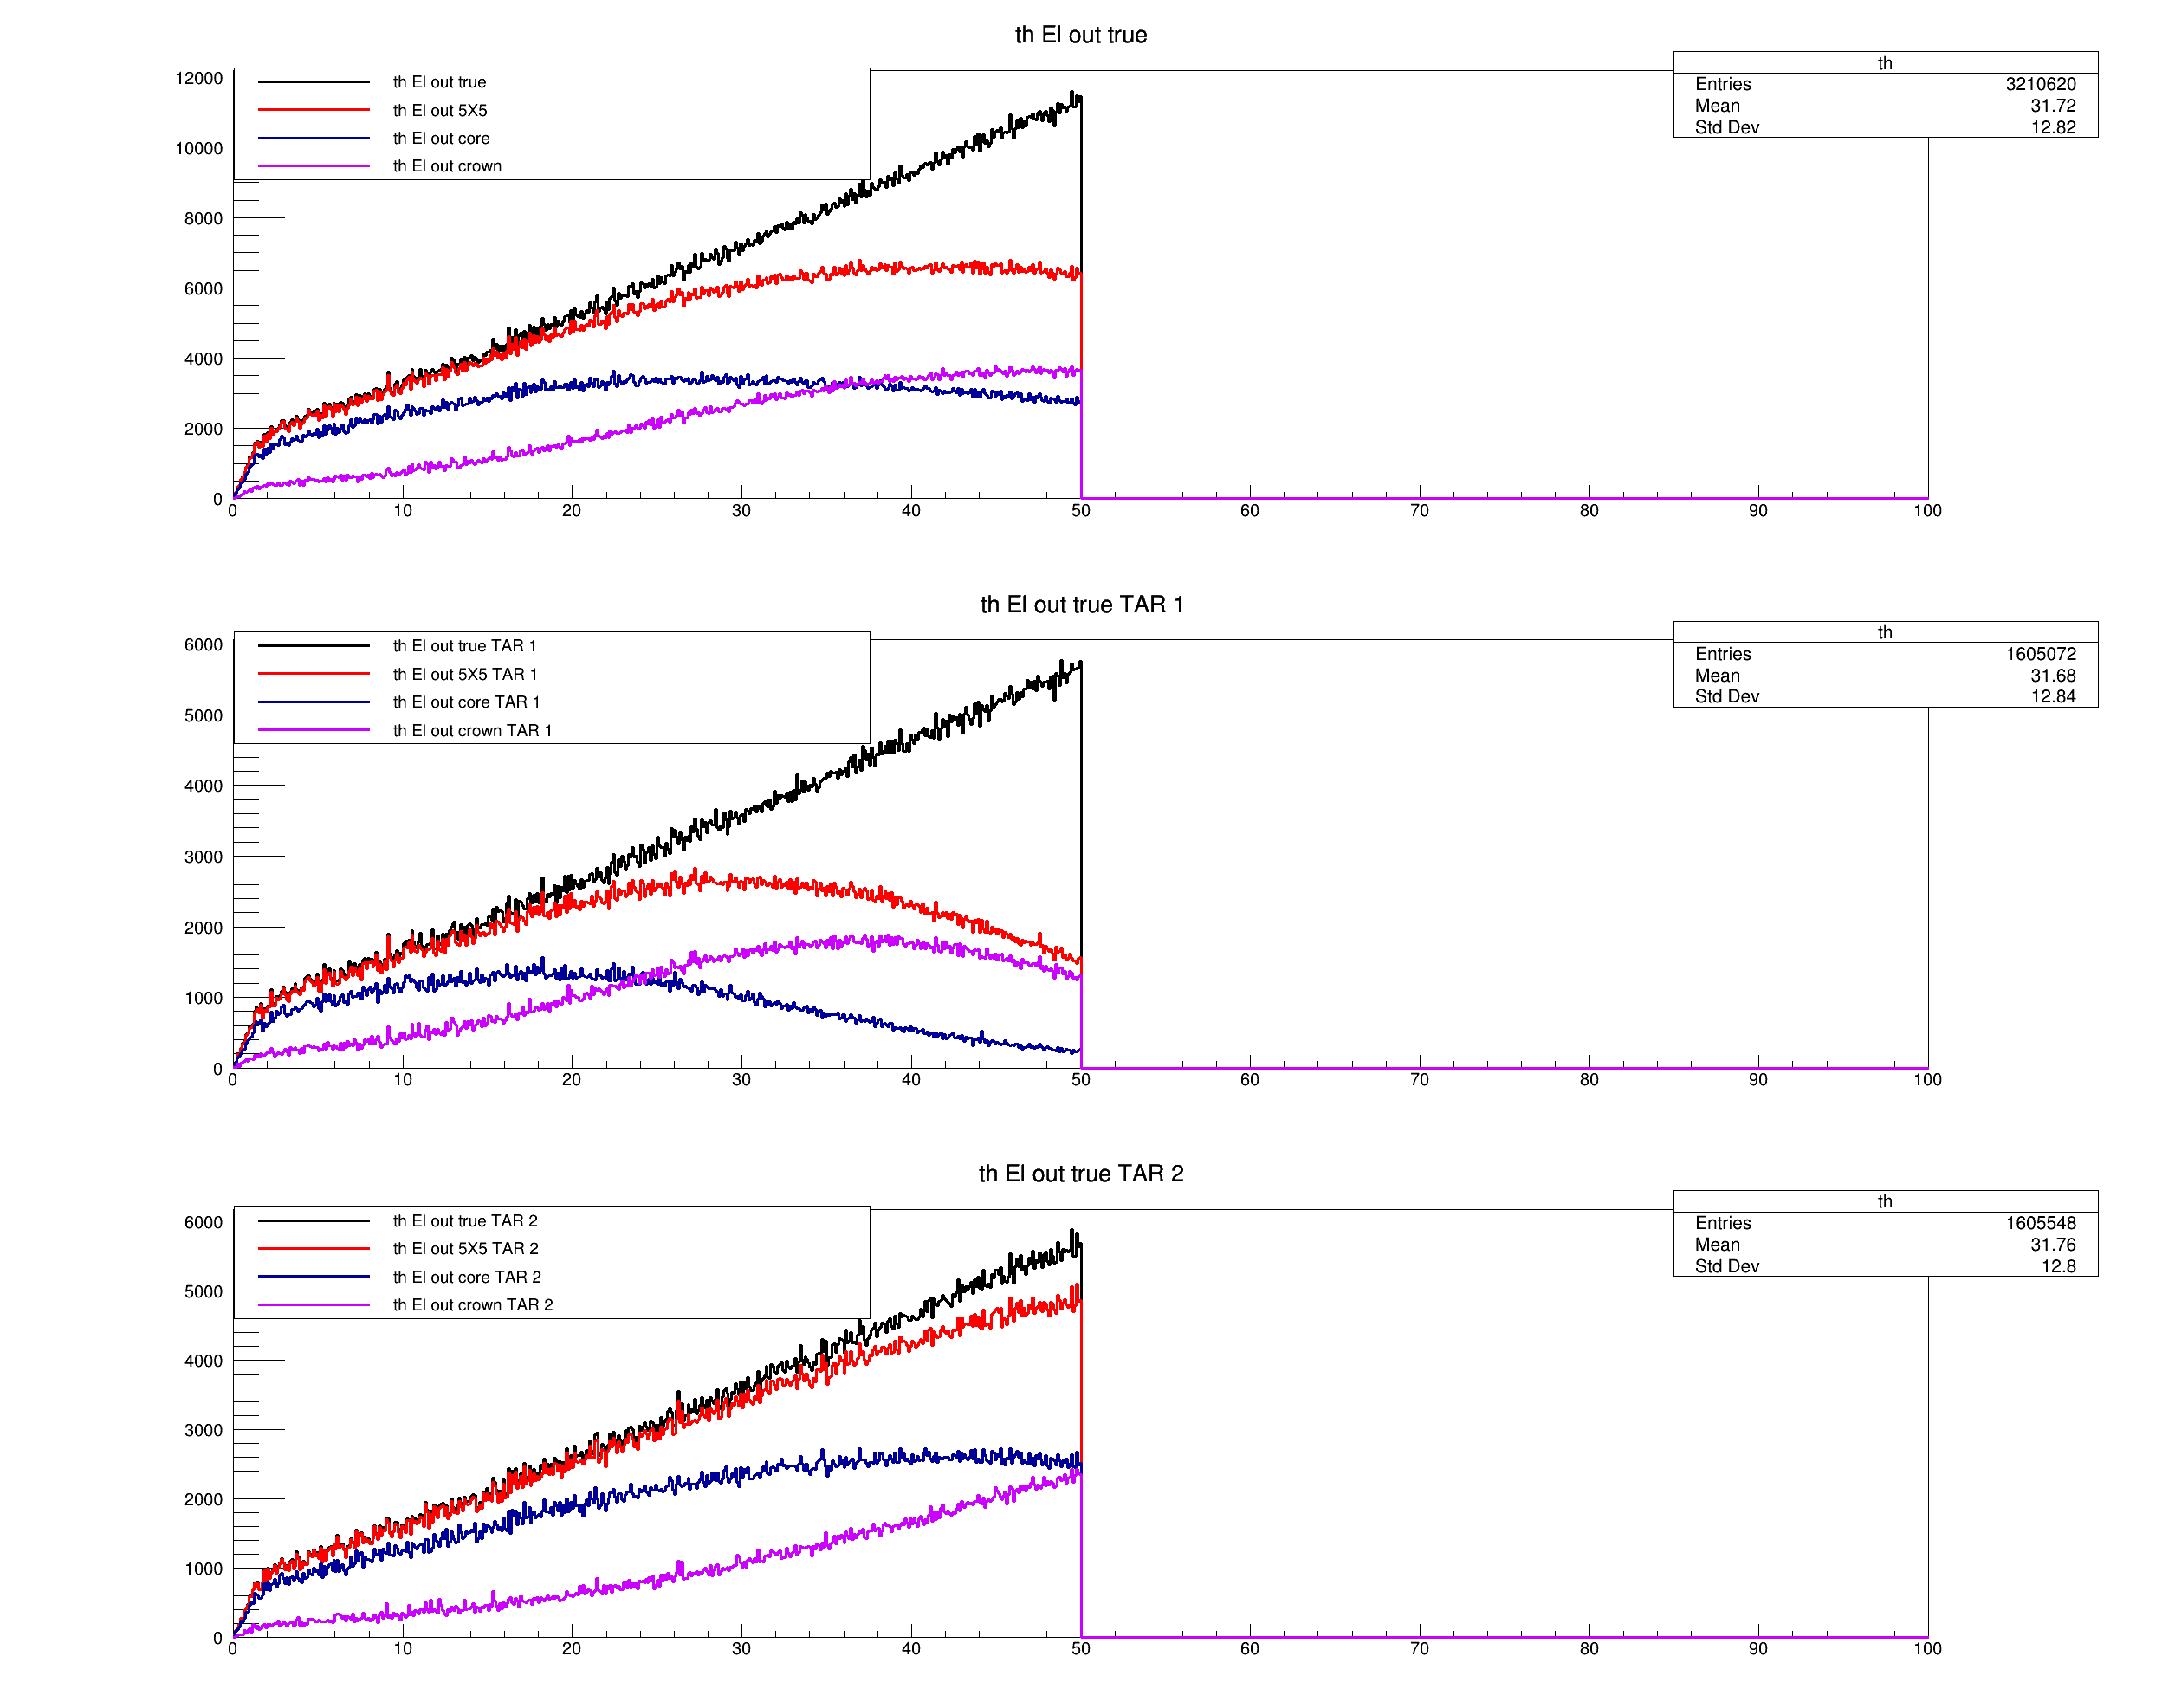 th El out true
th El out true
th El out 5X5
th El out core
th El out crown
th
Entries 3210620
Mean 31.72
Std Dev 12.82
12000
10000
8000
6000
4000
2000
0
0 10 20 30 40 50 60 70 80 90 100
th El out true TAR 1
th El out true TAR 1
th El out 5X5 TAR 1
th El out core TAR 1
th El out crown TAR 1
th
Entries 1605072
Mean 31.68
Std Dev 12.84
6000
5000
4000
3000
2000
1000
0
0 10 20 30 40 50 60 70 80 90 100
th El out true TAR 2
th El out true TAR 2
th El out 5X5 TAR 2
th El out core TAR 2
th El out crown TAR 2
th
Entries 1605548
Mean 31.76
Std Dev 12.8
6000
5000
4000
3000
2000
1000
0
0 10 20 30 40 50 60 70 80 90 100